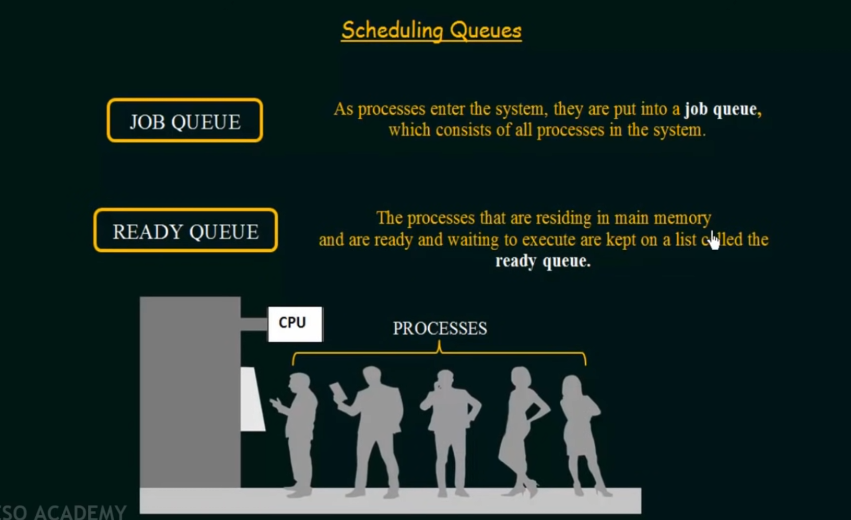 Scheduling Queues
JOB QUEUE
As processes enter the system, they are put into a job queue,
which consists of all processes in the system.
READY QUEUE
The processes that are residing in main memory
and are ready and waiting to execute are kept on a list called the
ready queue.
CPU
PROCESSES
SO ACADEMY